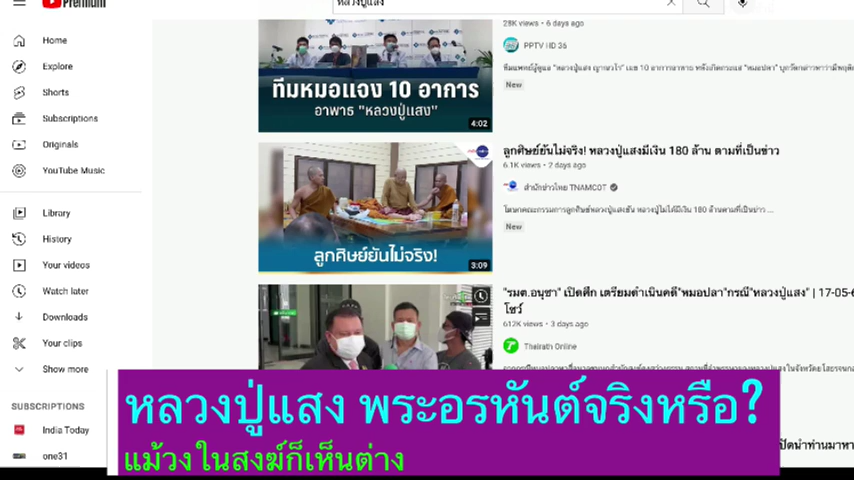 Premium
หลวงปู่แสง
Home
Explore
Shorts
Subscriptions
Originals
YouTube Music
Library
History
Your videos
Watch later
Downloads
Your clips
Show more
SUBSCRIPTIONS
India Today
one31
ทีมหมอแจง 10 อาการ
อาพาธ "หลวงปู่แสง"
4:02
28K views • 6 days ago
PPTV HD 36
New
ลูกศิษย์ยันไม่จริง!
3:09
ลูกศิษย์ยันไม่จริง! หลวงปู่แสงมีเงิน 180 ล้าน ตามที่เป็นข่าว
6.1K views • 2 days ago
สำนักข่าวไทย TNAMCOT
New
"รมต.อนุชา" เปิดศึก เตรียมดำเนินคดี"หมอปลา"กรณี"หลวงปู่แสง" | 17-05-6
โชว์
612K views • 3 days ago
Thairath Online
หลวงปู่แสง พระอรหันต์จริงหรือ?
แม้วงในสงฆ์ก็เห็นต่าง